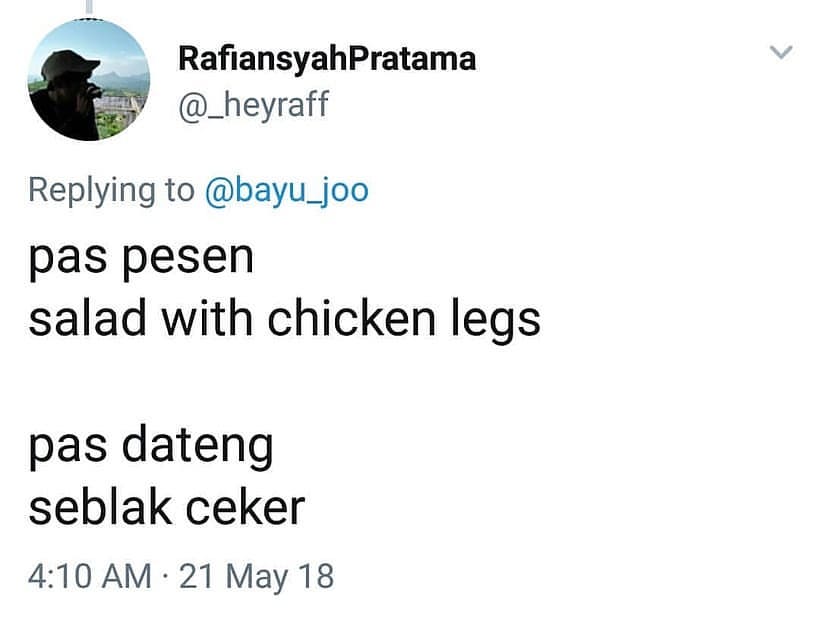 RafiansyahPratama
@_heyraff
Replying to @bayu_joo
pas pesen
salad with chicken legs
pas dateng
seblak ceker
4:10 AM · 21 May 18